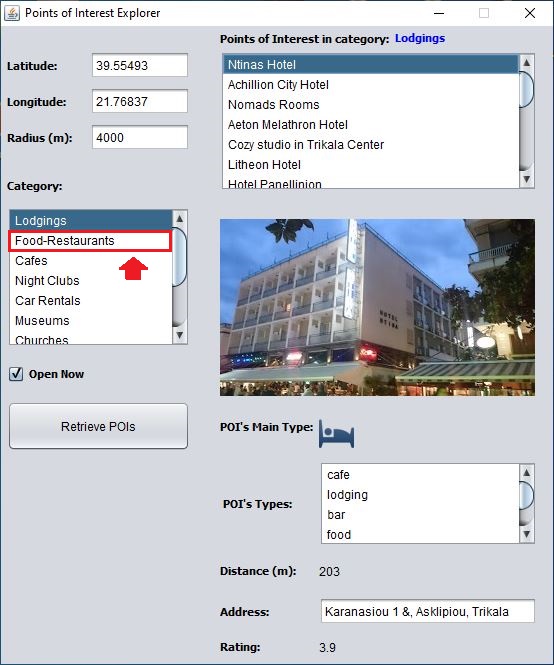 Points of Interest Explorer
Latitude:
39.55493
Longitude:
21.76837
Radius (m):
4000
Category:
Lodgings
Food-Restaurants
Cafes
Night Clubs
Car Rentals
Museums
Churches
Open Now
Retrieve POIs
Points of Interest in category: Lodgings
Ntinas Hotel
Achillion City Hotel
Nomads Rooms
Aeton Melathron Hotel
Cozy studio in Trikala Center
Litheon Hotel
Hotel Panellinion
HOTEL
NTINA
POI's Main Type:
POI's Types:
cafe
lodging
bar
food
Distance (m):
203
Address:
Karanasiou 1 &, Asklipiou, Trikala
Rating:
3.9